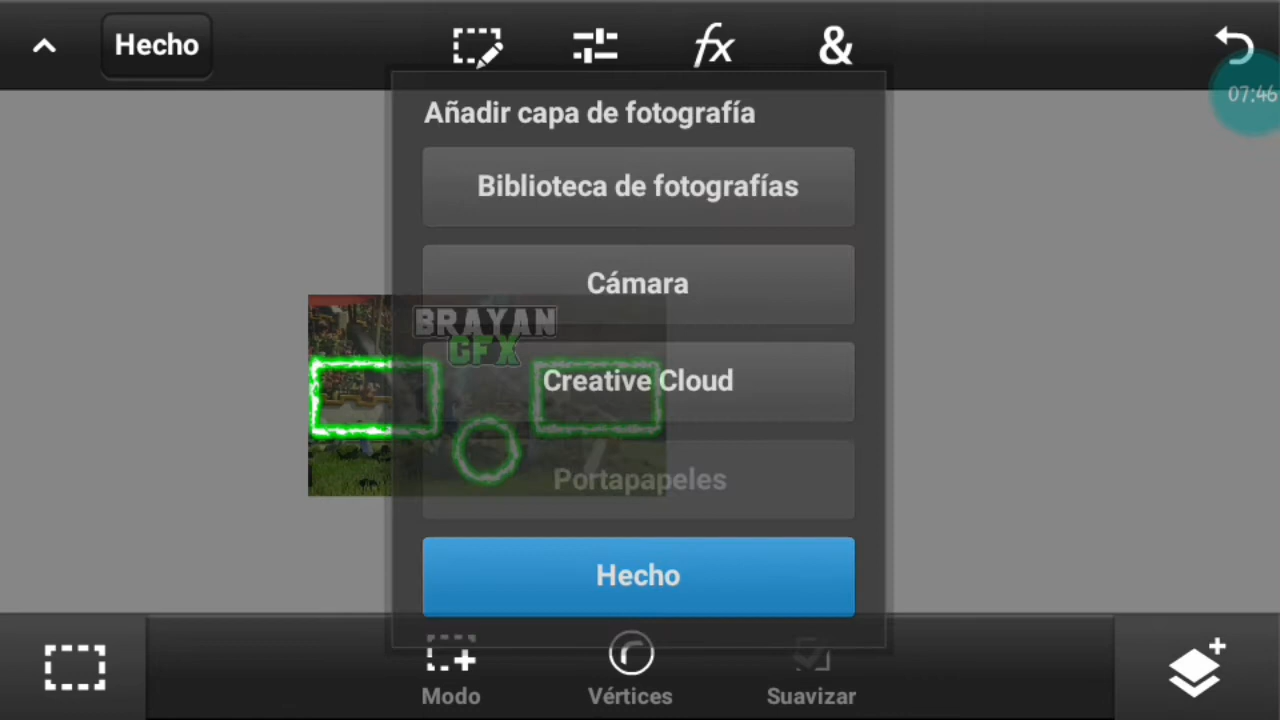 Hecho
fx
&
07:46
Añadir capa de fotografía
Biblioteca de fotografías
Cámara
BRAYAN
GFX
Creative Cloud
Portapapeles
Hecho
Modo
Vértices
Suavizar